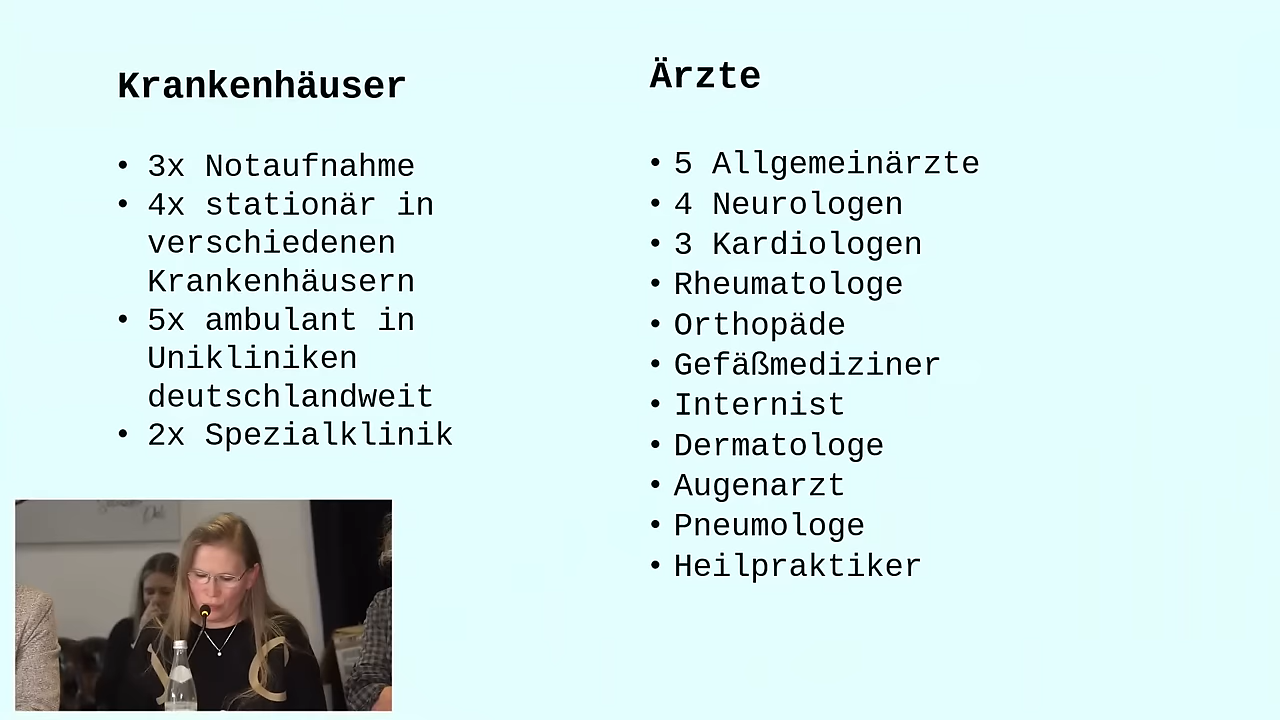 Krankenhäuser
• 3x Notaufnahme
• 4x stationär in
verschiedenen
Krankenhäusern
• 5x ambulant in
Unikliniken
deutschlandweit
• 2x Spezialklinik
Ärzte
• 5 Allgemeinärzte
• 4 Neurologen
• 3 Kardiologen
• Rheumatologe
• Orthopäde
• Gefäßmediziner
• Internist
• Dermatologe
• Augenarzt
• Pneumologe
• Heilpraktiker